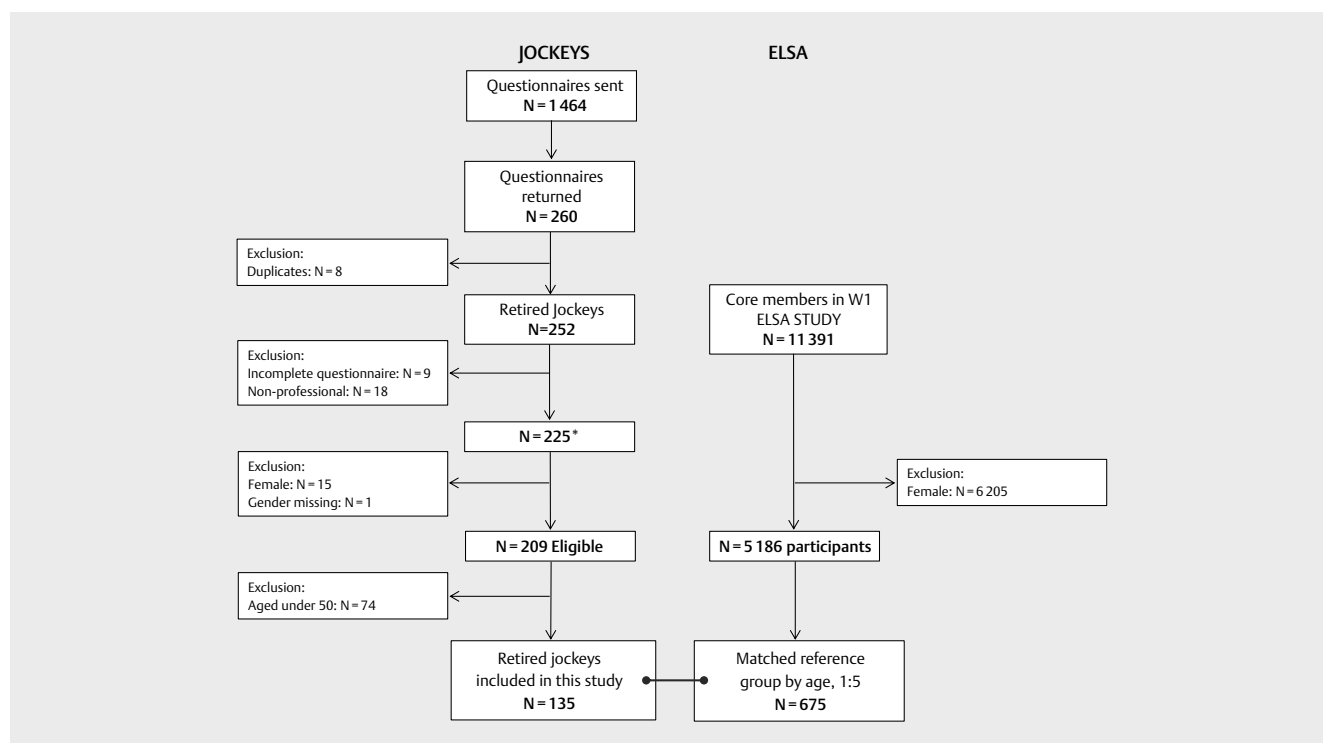 JOCKEYS
Questionnaires sent
N = 1 464
Questionnaires
returned
N = 260
Exclusion:
Duplicates: N = 8
Retired Jockeys
N=252
Exclusion:
Incomplete questionnaire: N = 9
Non-professional: N = 18
N = 225*
Exclusion:
Female: N = 15
Gender missing: N = 1
N = 209 Eligible
Exclusion:
Aged under 50: N = 74
Retired jockeys
included in this study
N = 135
ELSA
Core members in W1
ELSA STUDY
N = 11 391
Exclusion:
Female: N = 6 205
N = 5 186 participants
Matched reference
group by age, 1:5
N = 675